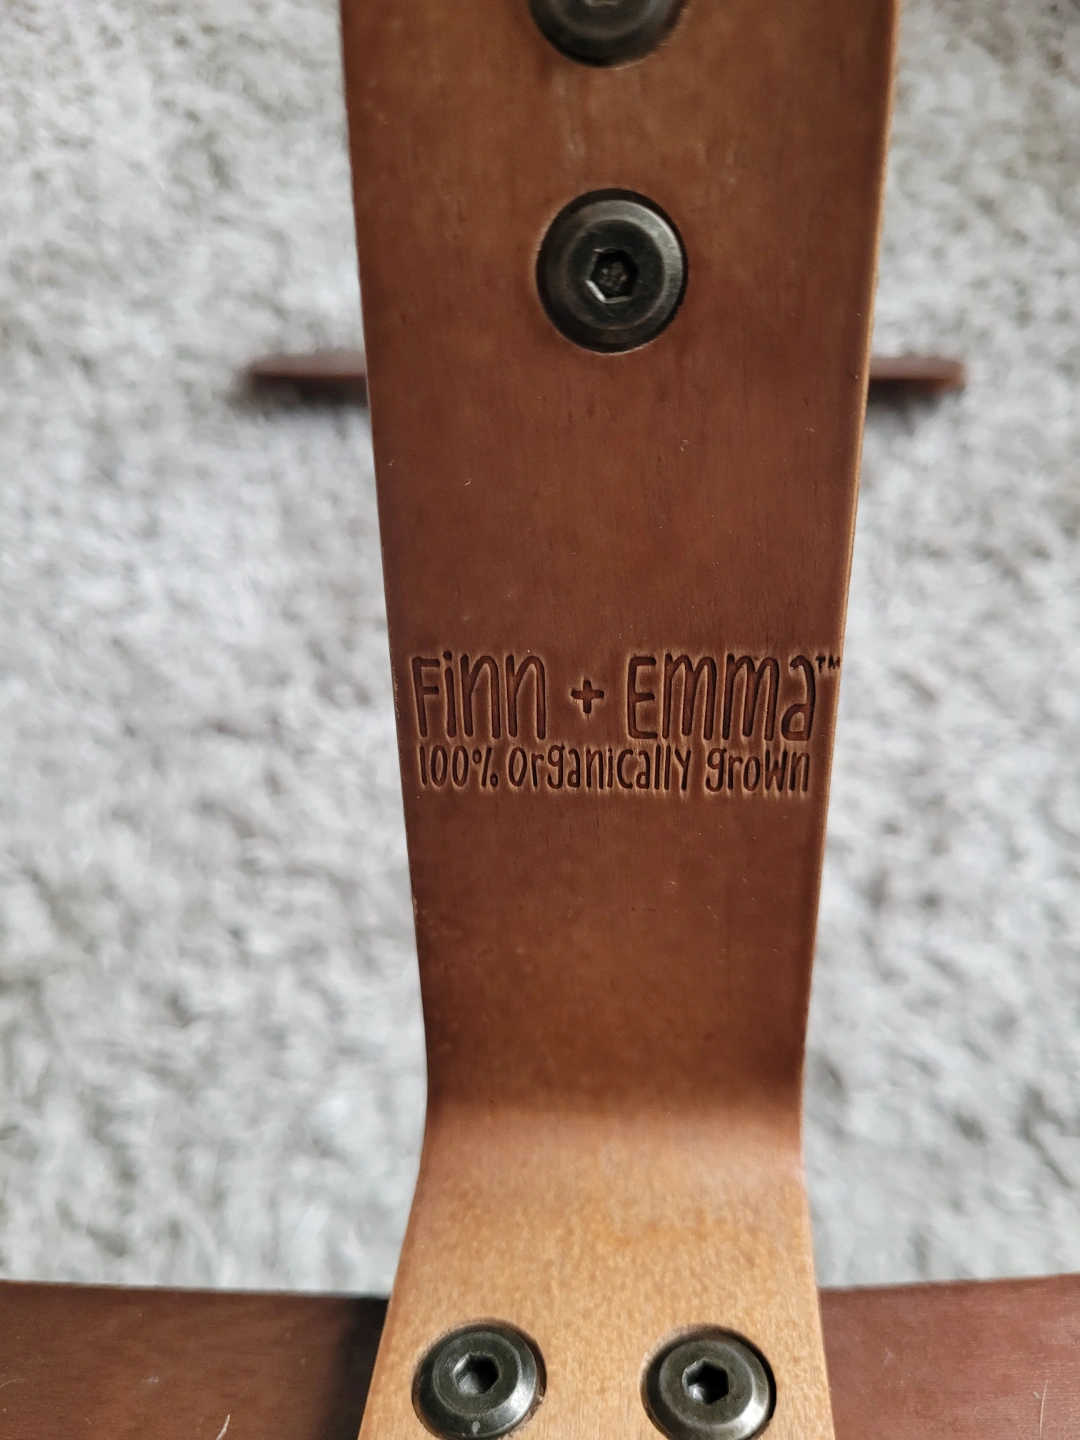 Finn + Emma™
100% organically grown